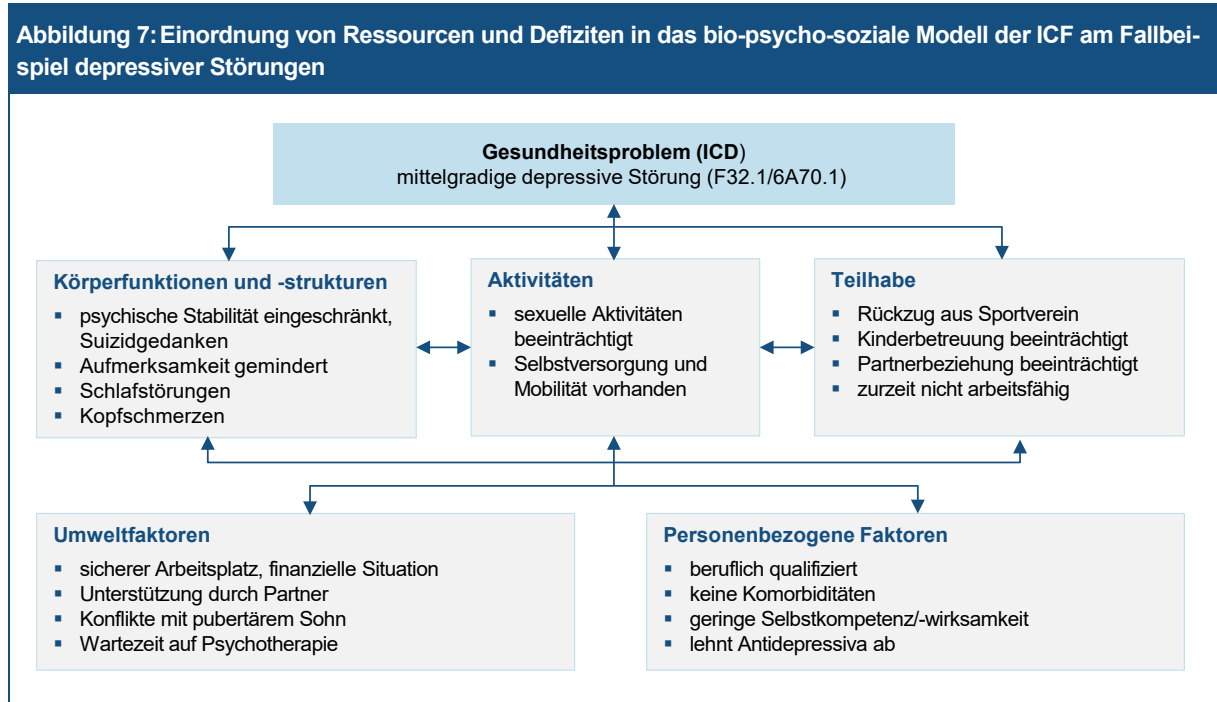 Abbildung 7: Einordnung von Ressourcen und Defiziten in das bio-psycho-soziale Modell der ICF am Fallbei-
spiel depressiver Störungen
Gesundheitsproblem (ICD)
mittelgradige depressive Störung (F32.1/6A70.1)
Körperfunktionen und -strukturen
▪ psychische Stabilität eingeschränkt,
Suizidgedanken
▪ Aufmerksamkeit gemindert
▪ Schlafstörungen
▪ Kopfschmerzen
Aktivitäten
▪ sexuelle Aktivitäten
beeinträchtigt
▪ Selbstversorgung und
Mobilität vorhanden
Teilhabe
▪ Rückzug aus Sportverein
▪ Kinderbetreuung beeinträchtigt
▪ Partnerbeziehung beeinträchtigt
▪ zurzeit nicht arbeitsfähig
Umweltfaktoren
▪ sicherer Arbeitsplatz, finanzielle Situation
▪ Unterstützung durch Partner
▪ Konflikte mit pubertärem Sohn
▪ Wartezeit auf Psychotherapie
Personenbezogene Faktoren
▪ beruflich qualifiziert
▪ keine Komorbiditäten
▪ geringe Selbstkompetenz/-wirksamkeit
▪ lehnt Antidepressiva ab